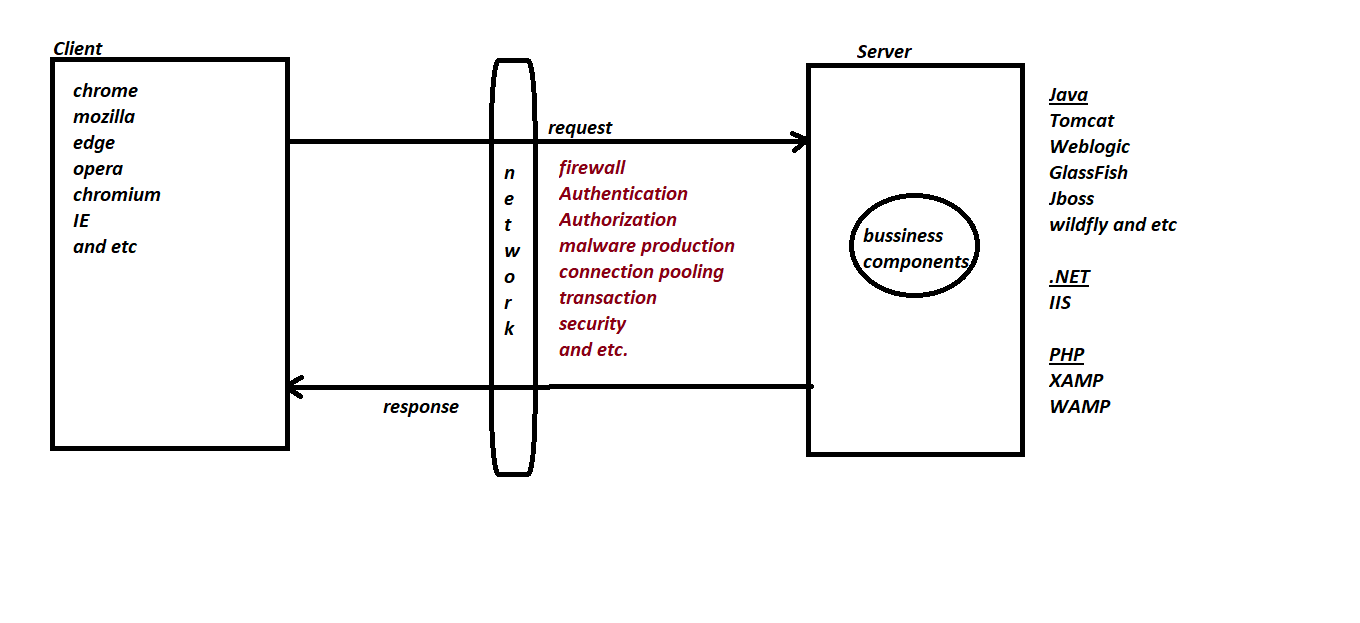 Client
chrome
mozilla
edge
opera
chromium
IE
and etc
network
request
firewall
Authentication
Authorization
malware production
connection pooling
transaction
security
and etc.
response
Server
bussiness
components
Java
Tomcat
Weblogic
GlassFish
Jboss
wildfly and etc
.NET
IIS
PHP
XAMP
WAMP